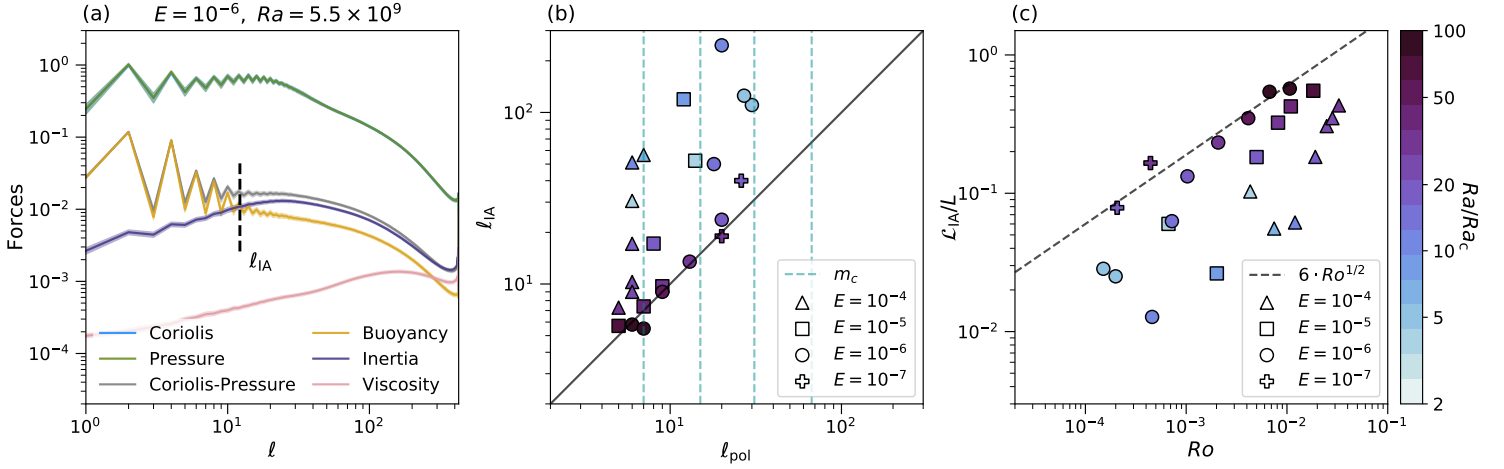 (a) E = 10⁻⁶, Ra = 5.5 × 10⁹
10⁰
10⁻¹
10⁻²
10⁻³
10⁻⁴
Forces
ℓ_IA
Coriolis
Pressure
Coriolis-Pressure
Buoyancy
Inertia
Viscosity
10⁰ 10¹ 10²
ℓ
(b)
10²
10¹
ℓ_IA
m_c
E = 10⁻⁴
E = 10⁻⁵
E = 10⁻⁶
E = 10⁻⁷
10¹ 10²
ℓ_pol
(c)
10⁰
10⁻¹
10⁻²
𝓛_IA/L
6 · Ro^1/2
E = 10⁻⁴
E = 10⁻⁵
E = 10⁻⁶
E = 10⁻⁷
10⁻⁴ 10⁻³ 10⁻² 10⁻¹
Ro
100
50
20
10
5
2
Ra/Ra_c